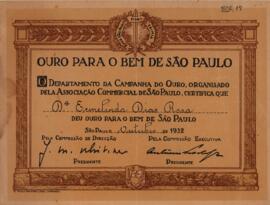 OURO PARA O BEM DE SÃO PAULO
O DEPARTAMENTO DA CAMPANHA DO OURO, ORGANISADO
PELA ASSOCIAÇÃO COMMERCIAL DE SÃO PAULO, CERTIFICA QUE
Dª Ermelinda Dias Rosa
DEU OURO PARA O BEM DE SÃO PAULO
SÃO PAULO Outubro DE 1932
PELA COMMISSÃO DE DIRECÇÃO PELA COMMISSÃO EXECUTIVA
J. M.
PRESIDENTE PRESIDENTE